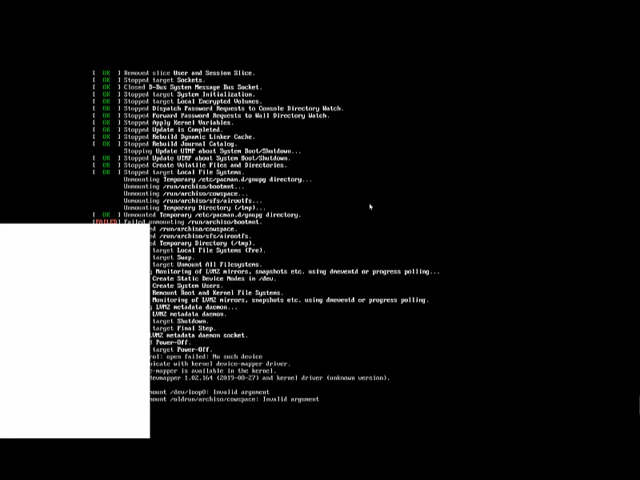 [ OK ] Removed slice User and Session Slice.
[ OK ] Stopped target Sockets.
[ OK ] Closed D-Bus System Message Bus Socket.
[ OK ] Stopped target System Initialization.
[ OK ] Stopped target Local Encrypted Volumes.
[ OK ] Stopped Dispatch Password Requests to Console Directory Watch.
[ OK ] Stopped Forward Password Requests to Wall Directory Watch.
[ OK ] Stopped Apply Kernel Variables.
[ OK ] Stopped Update is Completed.
[ OK ] Stopped Rebuild Dynamic Linker Cache.
[ OK ] Stopped Rebuild Journal Catalog.
Stopping Update UTMP about System Boot/Shutdown...
[ OK ] Stopped Update UTMP about System Boot/Shutdown.
[ OK ] Stopped Create Volatile Files and Directories.
[ OK ] Stopped target Local File Systems.
Unmounting Temporary /etc/pacman.d/gnupg directory...
Unmounting /run/archiso/bootmnt...
Unmounting /run/archiso/cowspace...
Unmounting /run/archiso/sfs/airootfs...
Unmounting Temporary Directory (/tmp)...
[ OK ] Unmounted Temporary /etc/pacman.d/gnupg directory.
[FAILED] Failed unmounting /run/archiso/bootmnt.
ed /run/archiso/cowspace.
ed /run/archiso/sfs/airootfs.
ed Temporary Directory (/tmp).
target Local File Systems (Pre).
target Swap.
target Unmount All Filesystems.
g Monitoring of LVM2 mirrors, snapshots etc. using dmeventd or progress polling...
Create Static Device Nodes in /dev.
Create System Users.
Remount Root and Kernel File Systems.
Monitoring of LVM2 mirrors, snapshots etc. using dmeventd or progress polling.
g LVM2 metadata daemon...
LVM2 metadata daemon.
target Shutdown.
target Final Step.
LVM2 metadata daemon socket.
d Power-Off.
target Power-Off.
rol: open failed: No such device
nicate with kernel device-mapper driver.
e-mapper is available in the kernel.
devmapper 1.02.164 (2019-08-27) and kernel driver (unknown version).
mount /dev/loop0: Invalid argument
mount /oldrun/archiso/cowspace: Invalid argument